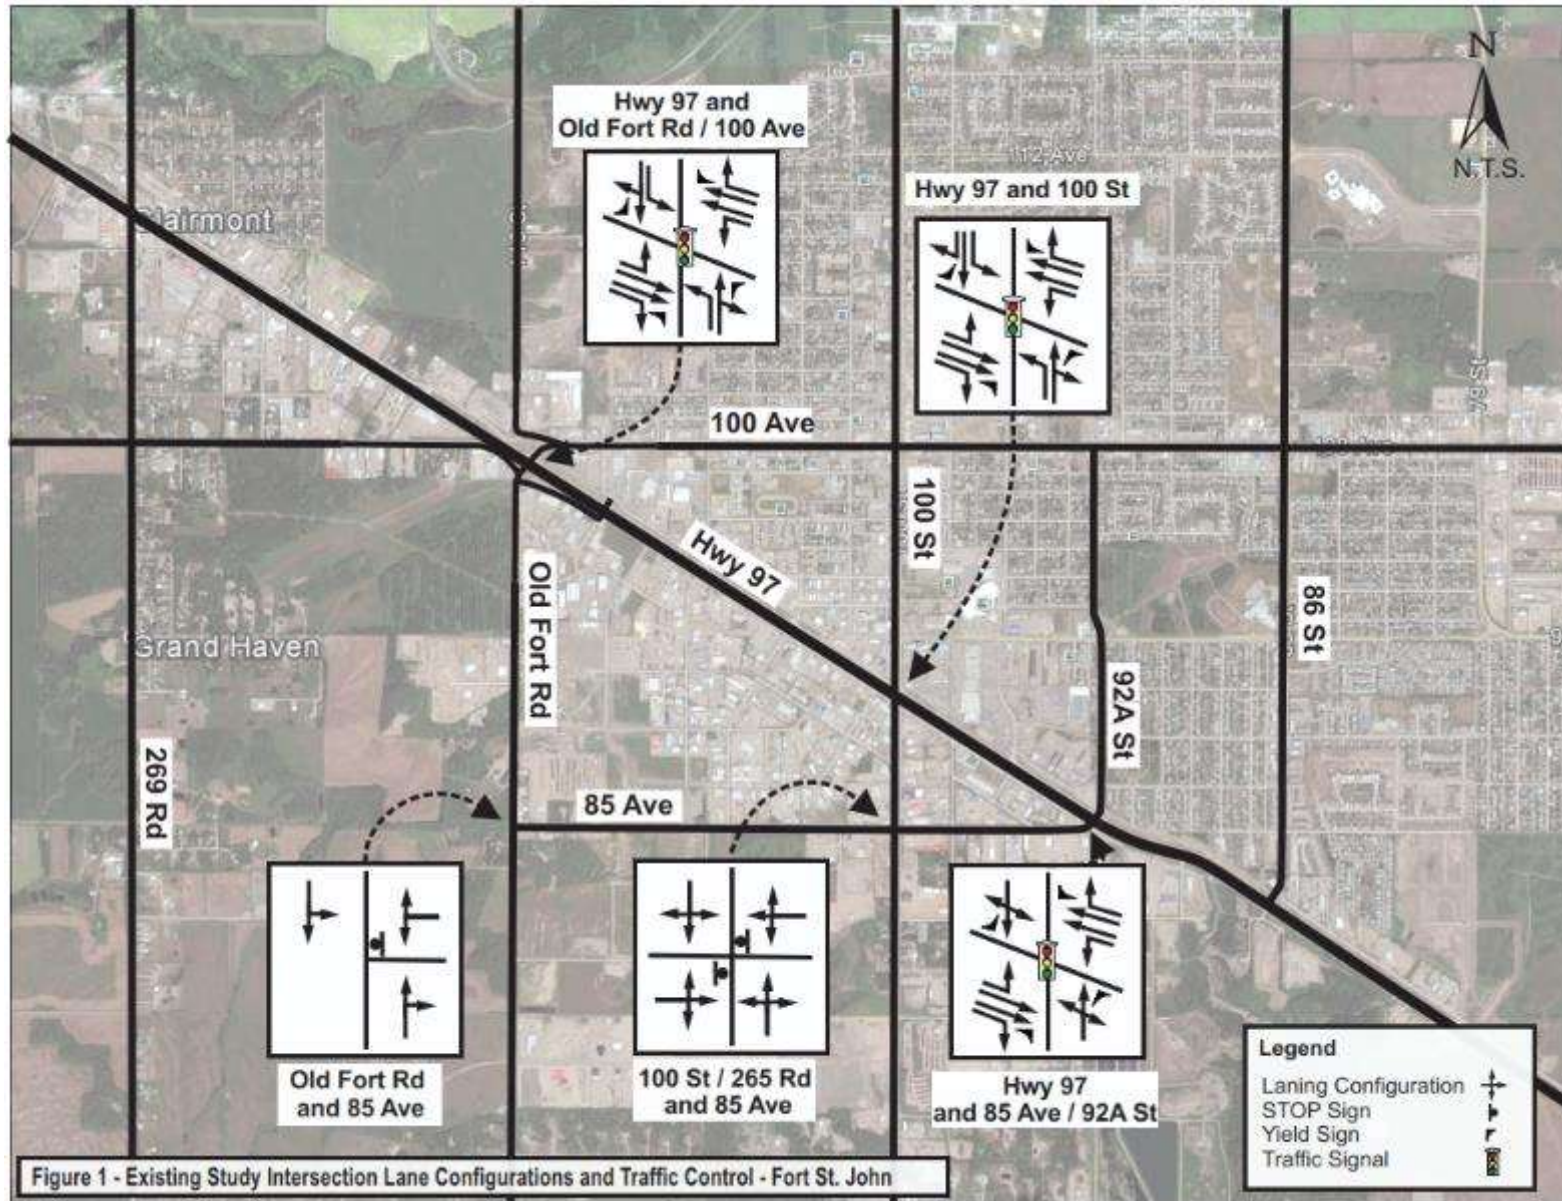 N
N.T.S.
Hwy 97 and
Old Fort Rd / 100 Ave
112 Ave
Hwy 97 and 100 St
Clairmont
79 St
100 Ave
100 St
Hwy 97
Old Fort Rd
86 St
Grand Haven
92A St
269 Rd
85 Ave
Old Fort Rd
and 85 Ave
100 St / 265 Rd
and 85 Ave
Hwy 97
and 85 Ave / 92A St
Legend
Laning Configuration
STOP Sign
Yield Sign
Traffic Signal
Figure 1 - Existing Study Intersection Lane Configurations and Traffic Control - Fort St. John